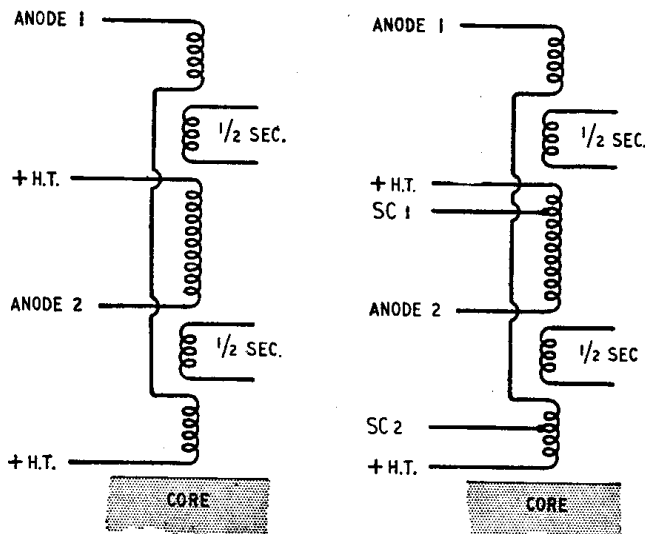 ANODE 1
1/2 SEC.
+ H.T.
ANODE 2
1/2 SEC.
+ H.T.
CORE
ANODE 1
1/2 SEC.
+ H.T.
SC 1
ANODE 2
1/2 SEC
SC 2
+ H.T.
CORE